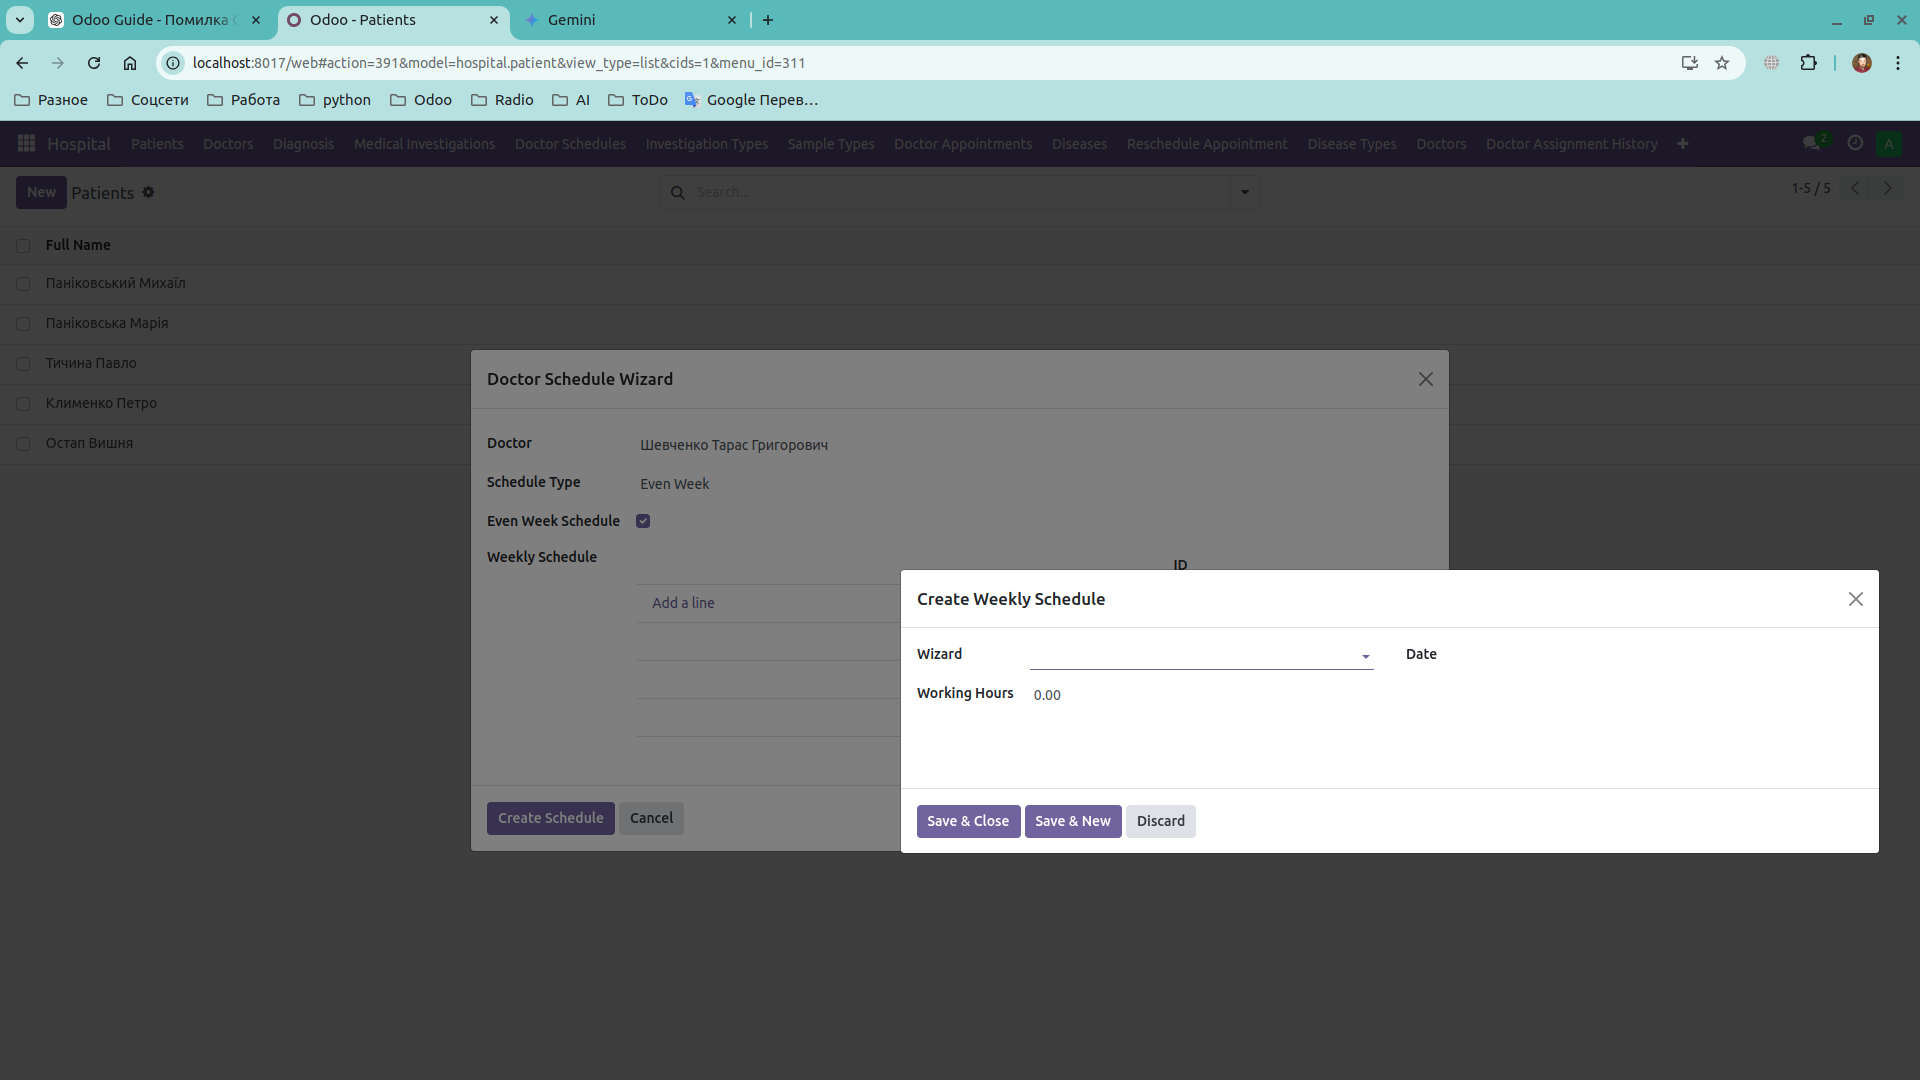 Odoo Guide - Помилка
Odoo - Patients
Gemini
localhost:8017/web#action=391&model=hospital.patient&view_type=list&cids=1&menu_id=311
Разное
Соцсети
Работа
python
Odoo
Radio
AI
ToDo
Google Перев…
Hospital
Patients
Doctors
Diagnosis
Medical Investigations
Doctor Schedules
Investigation Types
Sample Types
Doctor Appointments
Diseases
Reschedule Appointment
Disease Types
Doctors
Doctor Assignment History
2
A
New
Patients
Search...
1-5 / 5
Full Name
Паніковський Михаїл
Паніковська Марія
Тичина Павло
Клименко Петро
Остап Вишня
Doctor Schedule Wizard
Doctor
Шевченко Тарас Григорович
Schedule Type
Even Week
Even Week Schedule
Weekly Schedule
ID
Add a line
Create Schedule
Cancel
Create Weekly Schedule
Wizard
Date
Working Hours
0.00
Save & Close
Save & New
Discard